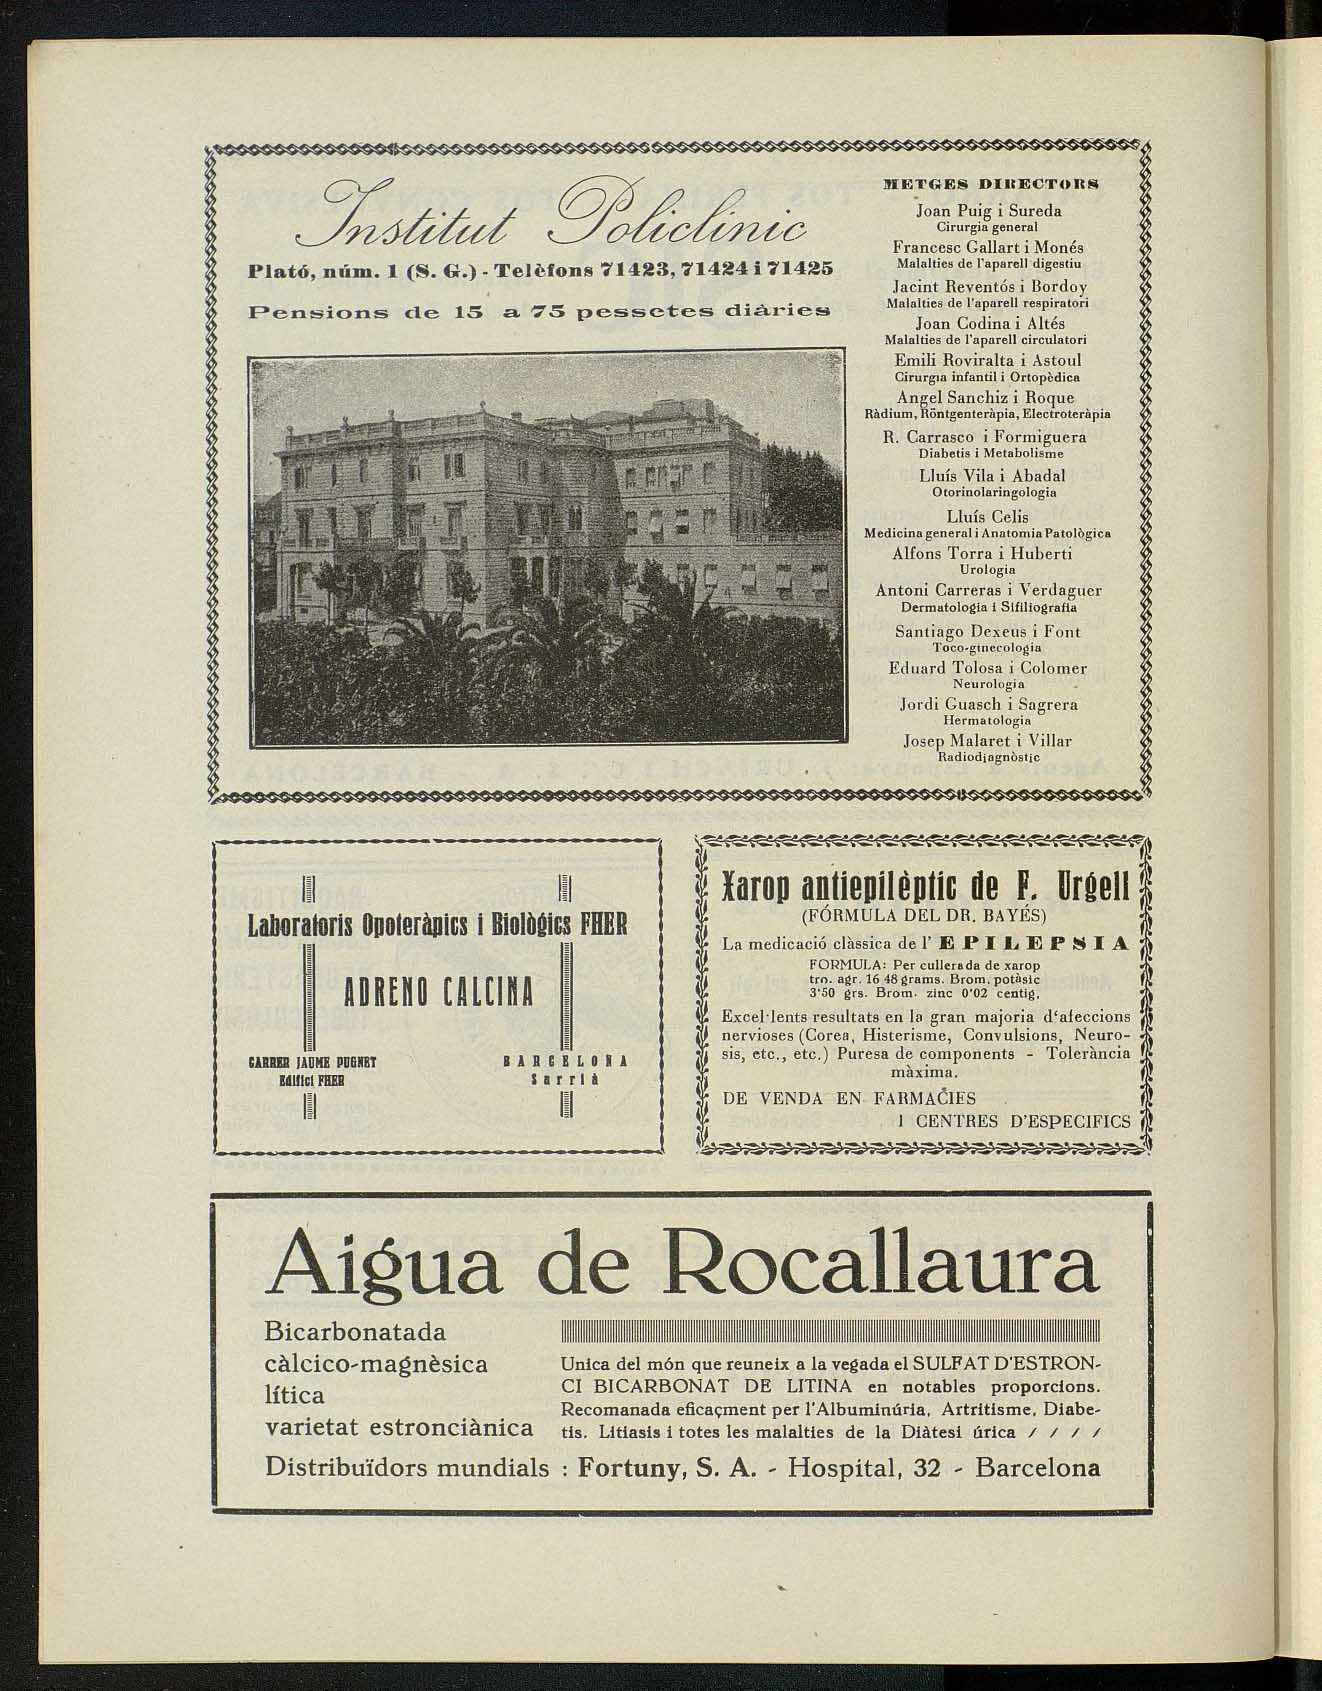 Institut Policlinic
Plató, núm. 1 (S. G.) - Telèfons 71423, 71424 i 71425
Pensions de 15 a 75 pessetes diàries
METGES DIRECTORS
Joan Puig i Sureda
Cirurgia general
Francesc Gallart i Monés
Malalties de l'aparell digestiu
Jacint Reventós i Bordoy
Malalties de l'aparell respiratori
Joan Codina i Altés
Malalties de l'aparell circulatori
Emili Roviralta i Astoul
Cirurgia infantil i Ortopèdica
Angel Sanchiz i Roque
Ràdium, Röntgenteràpia, Electroteràpia
R. Carrasco i Formiguera
Diabetis i Metabolisme
Lluís Vila i Abadal
Otorinolaringologia
Lluís Celis
Medicina general i Anatomia Patològica
Alfons Torra i Huberti
Urologia
Antoni Carreras i Verdaguer
Dermatologia i Sifiliografia
Santiago Dexeus i Font
Toco-ginecologia
Eduard Tolosa i Colomer
Neurologia
Jordi Guasch i Sagrera
Hermatologia
Josep Malaret i Villar
Radiodiagnòstic
Laboratoris Opoteràpics i Biològics FHER
ADRENO CALCINA
CARRER JAUME PUGNET
Edifici FHER
BARCELONA
Sarrià
Xarop antiepilèptic de F. Urgell
(FÓRMULA DEL DR. BAYÉS)
La medicació clàssica de l' EPILEPSIA
FORMULA: Per cullerada de xarop
trn. agr. 16 48 grams. Brom. potàsic
3'50 grs. Brom. zinc 0'02 centig,
Excel·lents resultats en la gran majoria d'afeccions
nervioses (Corea, Histerisme, Convulsions, Neuro-
sis, etc., etc.) Puresa de components - Tolerància
màxima.
DE VENDA EN FARMACIES
I CENTRES D'ESPECIFICS
Aigua de Rocallaura
Bicarbonatada
càlcico-magnèsica
lítica
varietat estronciànica
Unica del món que reuneix a la vegada el SULFAT D'ESTRON-
CI BICARBONAT DE LITINA en notables proporcions.
Recomanada eficaçment per l'Albuminúria, Artritisme, Diabe-
tis. Litiasis i totes les malalties de la Diàtesi úrica / / / /
Distribuïdors mundials : Fortuny, S. A. - Hospital, 32 - Barcelona